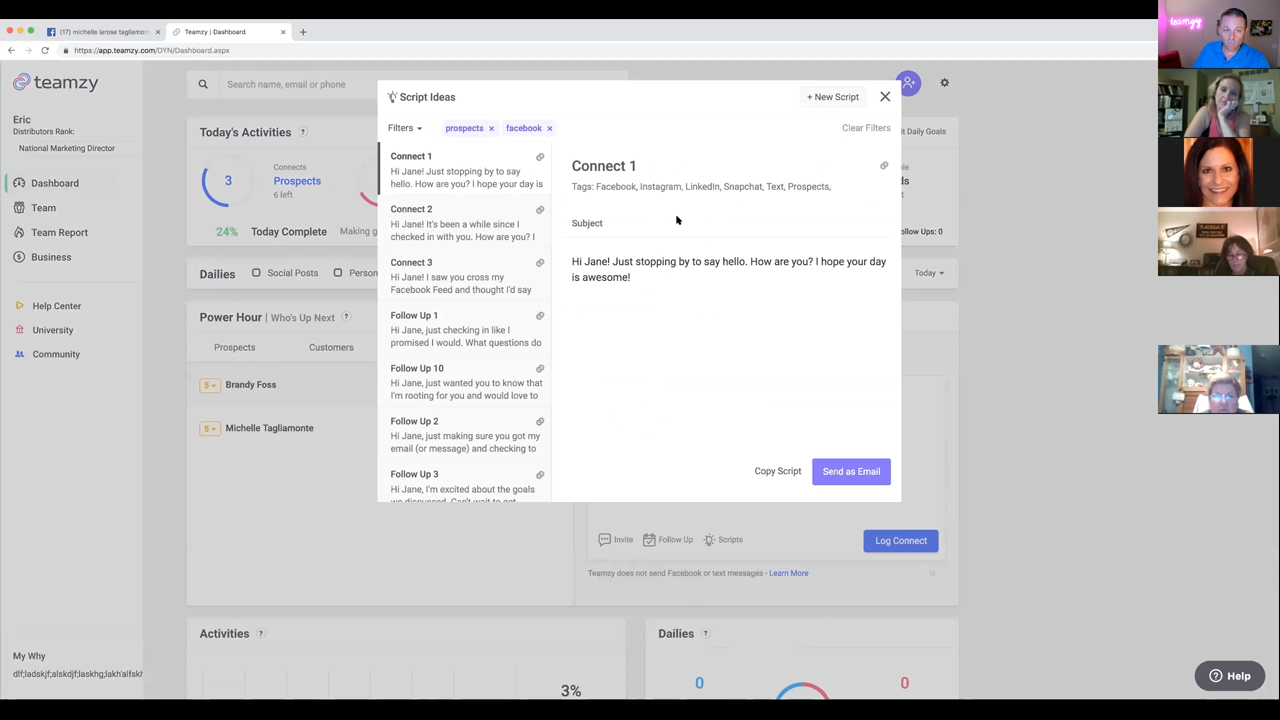 (17) michelle larose tagliamon
Teamzy | Dashboard
https://app.teamzy.com/DYN/Dashboard.aspx
teamzy
Search name, email or phone
Eric
Distributors Rank:
National Marketing Director
Dashboard
Team
Team Report
Business
Help Center
University
Community
My Why
dlf;ladskjf;alskdjf;laskhg;lakh'alfskh
Today's Activities
3
Connects
Prospects
6 left
24%
Today Complete
Making g
it Daily Goals
ds
ollow Ups: 0
Dailies
Social Posts
Person
Today
Power Hour | Who's Up Next
Prospects
Customers
5
Brandy Foss
5
Michelle Tagliamonte
Script Ideas
+ New Script
Filters
prospects
facebook
Clear Filters
Connect 1
Hi Jane! Just stopping by to say
hello. How are you? I hope your day is
Connect 2
Hi Jane! It's been a while since I
checked in with you. How are you? I
Connect 3
Hi Jane! I saw you cross my
Facebook Feed and thought I'd say
Follow Up 1
Hi Jane, just checking in like I
promised I would. What questions do
Follow Up 10
Hi Jane, just wanted you to know that
I'm rooting for you and would love to
Follow Up 2
Hi Jane, just making sure you got my
email (or message) and checking to
Follow Up 3
Hi Jane, I'm excited about the goals
we discussed. Can't wait to get
Connect 1
Tags: Facebook, Instagram, LinkedIn, Snapchat, Text, Prospects,
Subject
Hi Jane! Just stopping by to say hello. How are you? I hope your day
is awesome!
Copy Script
Send as Email
Invite
Follow Up
Scripts
Log Connect
Teamzy does not send Facebook or text messages - Learn More
Activities
3%
Dailies
0
0
Help
teamzy